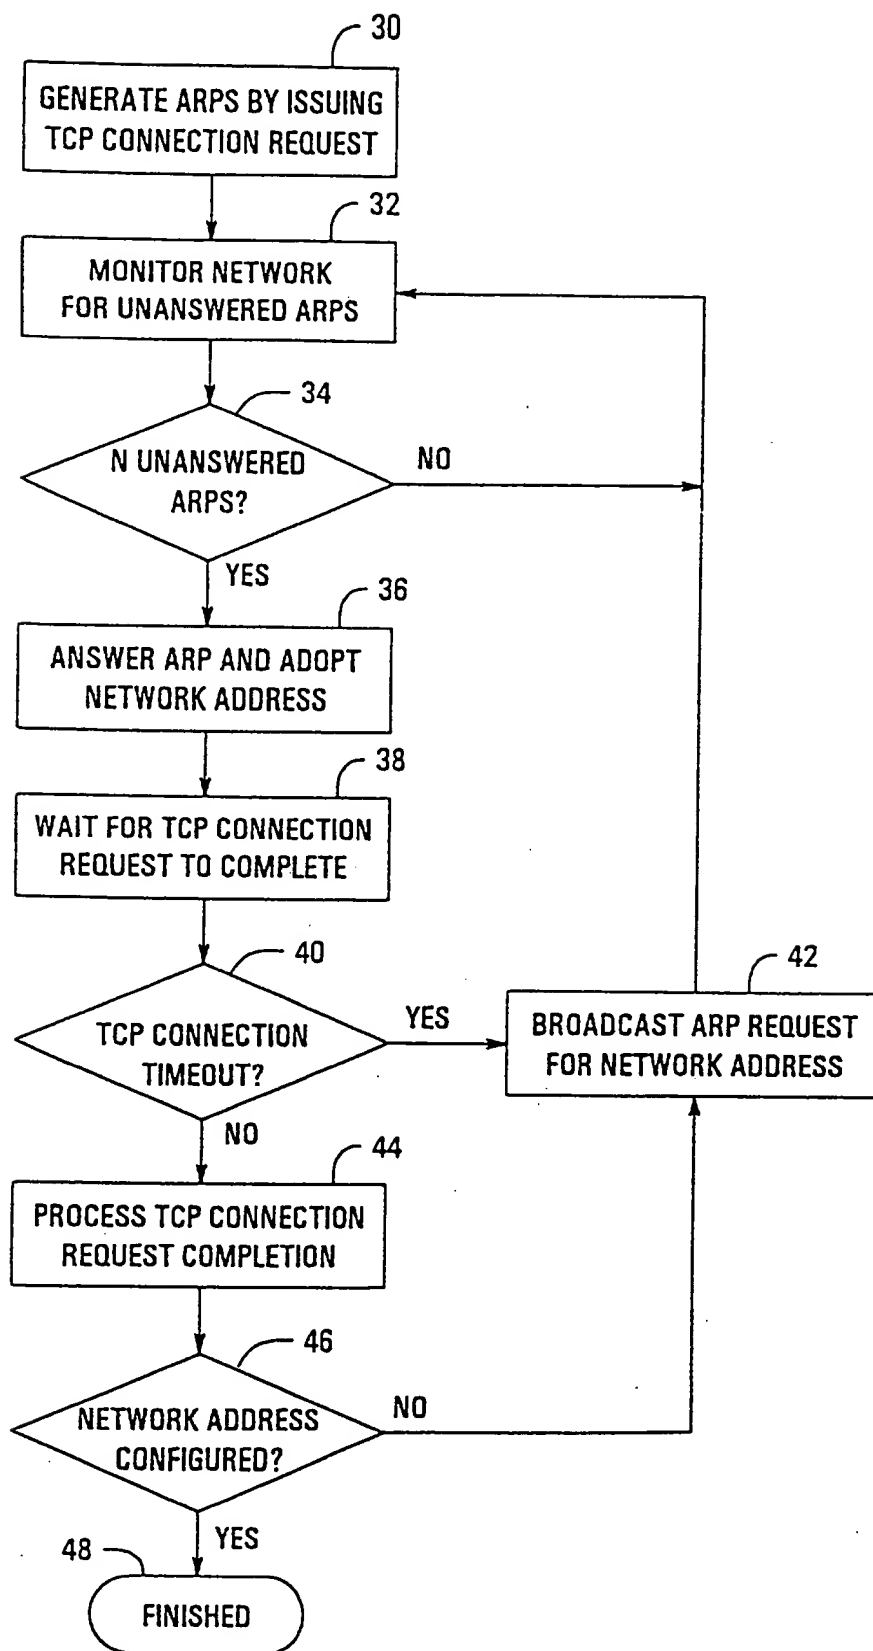 30
GENERATE ARPS BY ISSUING
TCP CONNECTION REQUEST
32
MONITOR NETWORK
FOR UNANSWERED ARPS
34
N UNANSWERED
ARPS?
NO
YES
36
ANSWER ARP AND ADOPT
NETWORK ADDRESS
38
WAIT FOR TCP CONNECTION
REQUEST TO COMPLETE
40
TCP CONNECTION
TIMEOUT?
YES
42
BROADCAST ARP REQUEST
FOR NETWORK ADDRESS
NO
44
PROCESS TCP CONNECTION
REQUEST COMPLETION
46
NETWORK ADDRESS
CONFIGURED?
NO
YES
48
FINISHED